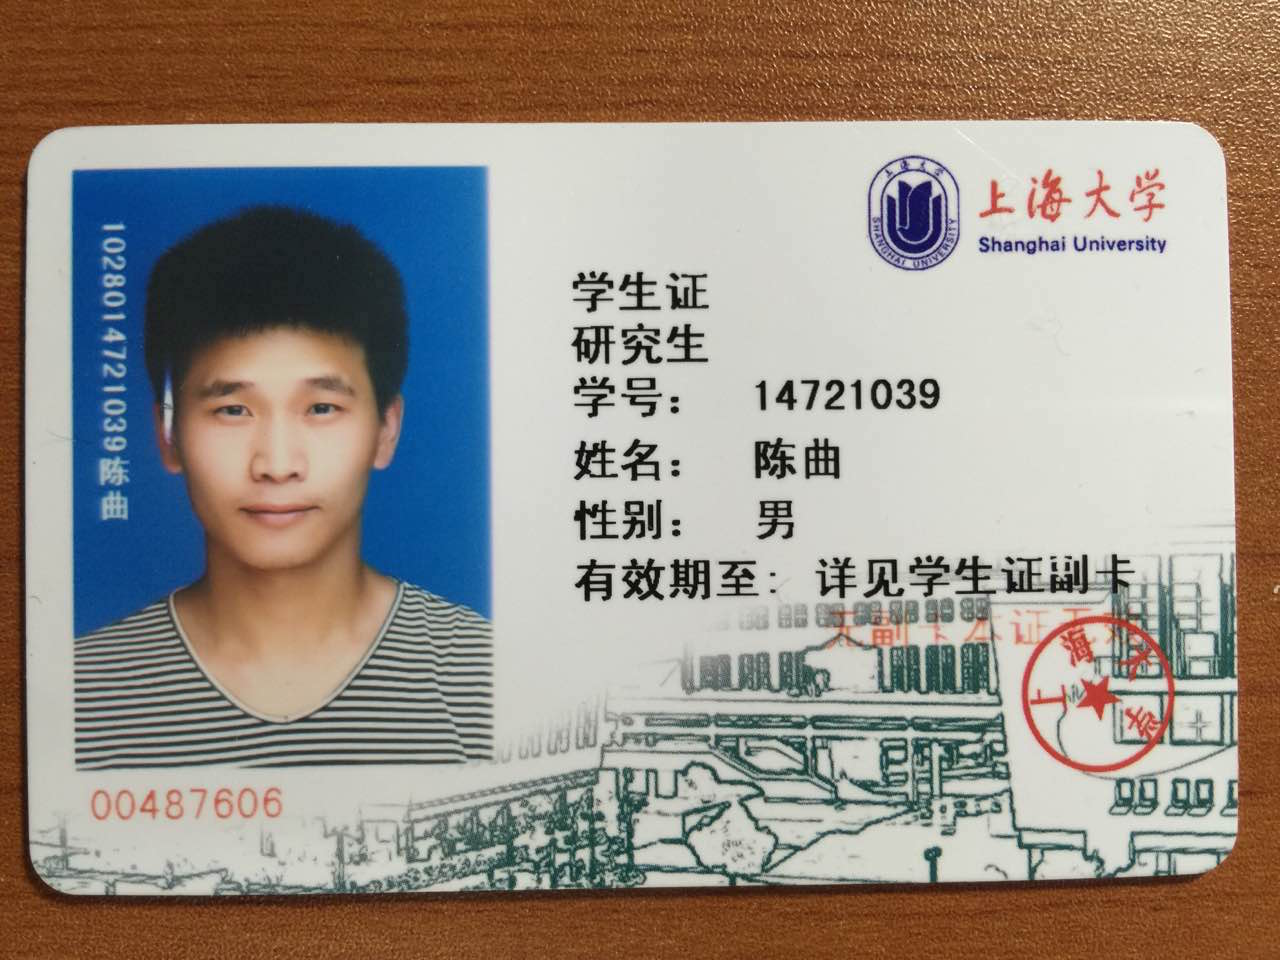 上海大学
SHANGHAI UNIVERSITY
上海大学
Shanghai University
1028014721039陈曲
学生证
研究生
学号: 14721039
姓名: 陈曲
性别: 男
有效期至: 详见学生证副卡
无副卡本证无效
上海大学
00487606